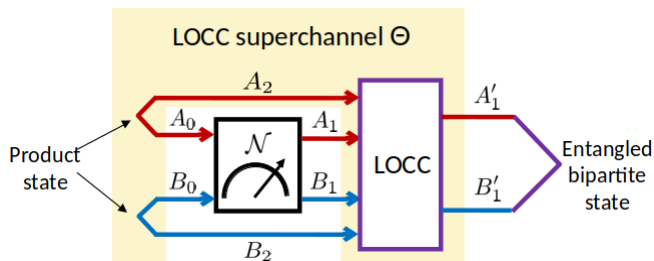 LOCC superchannel Θ
A₂
A₀
A₁
A′₁
𝒩
LOCC
Product
state
Entangled
bipartite
state
B₀
B₁
B′₁
B₂